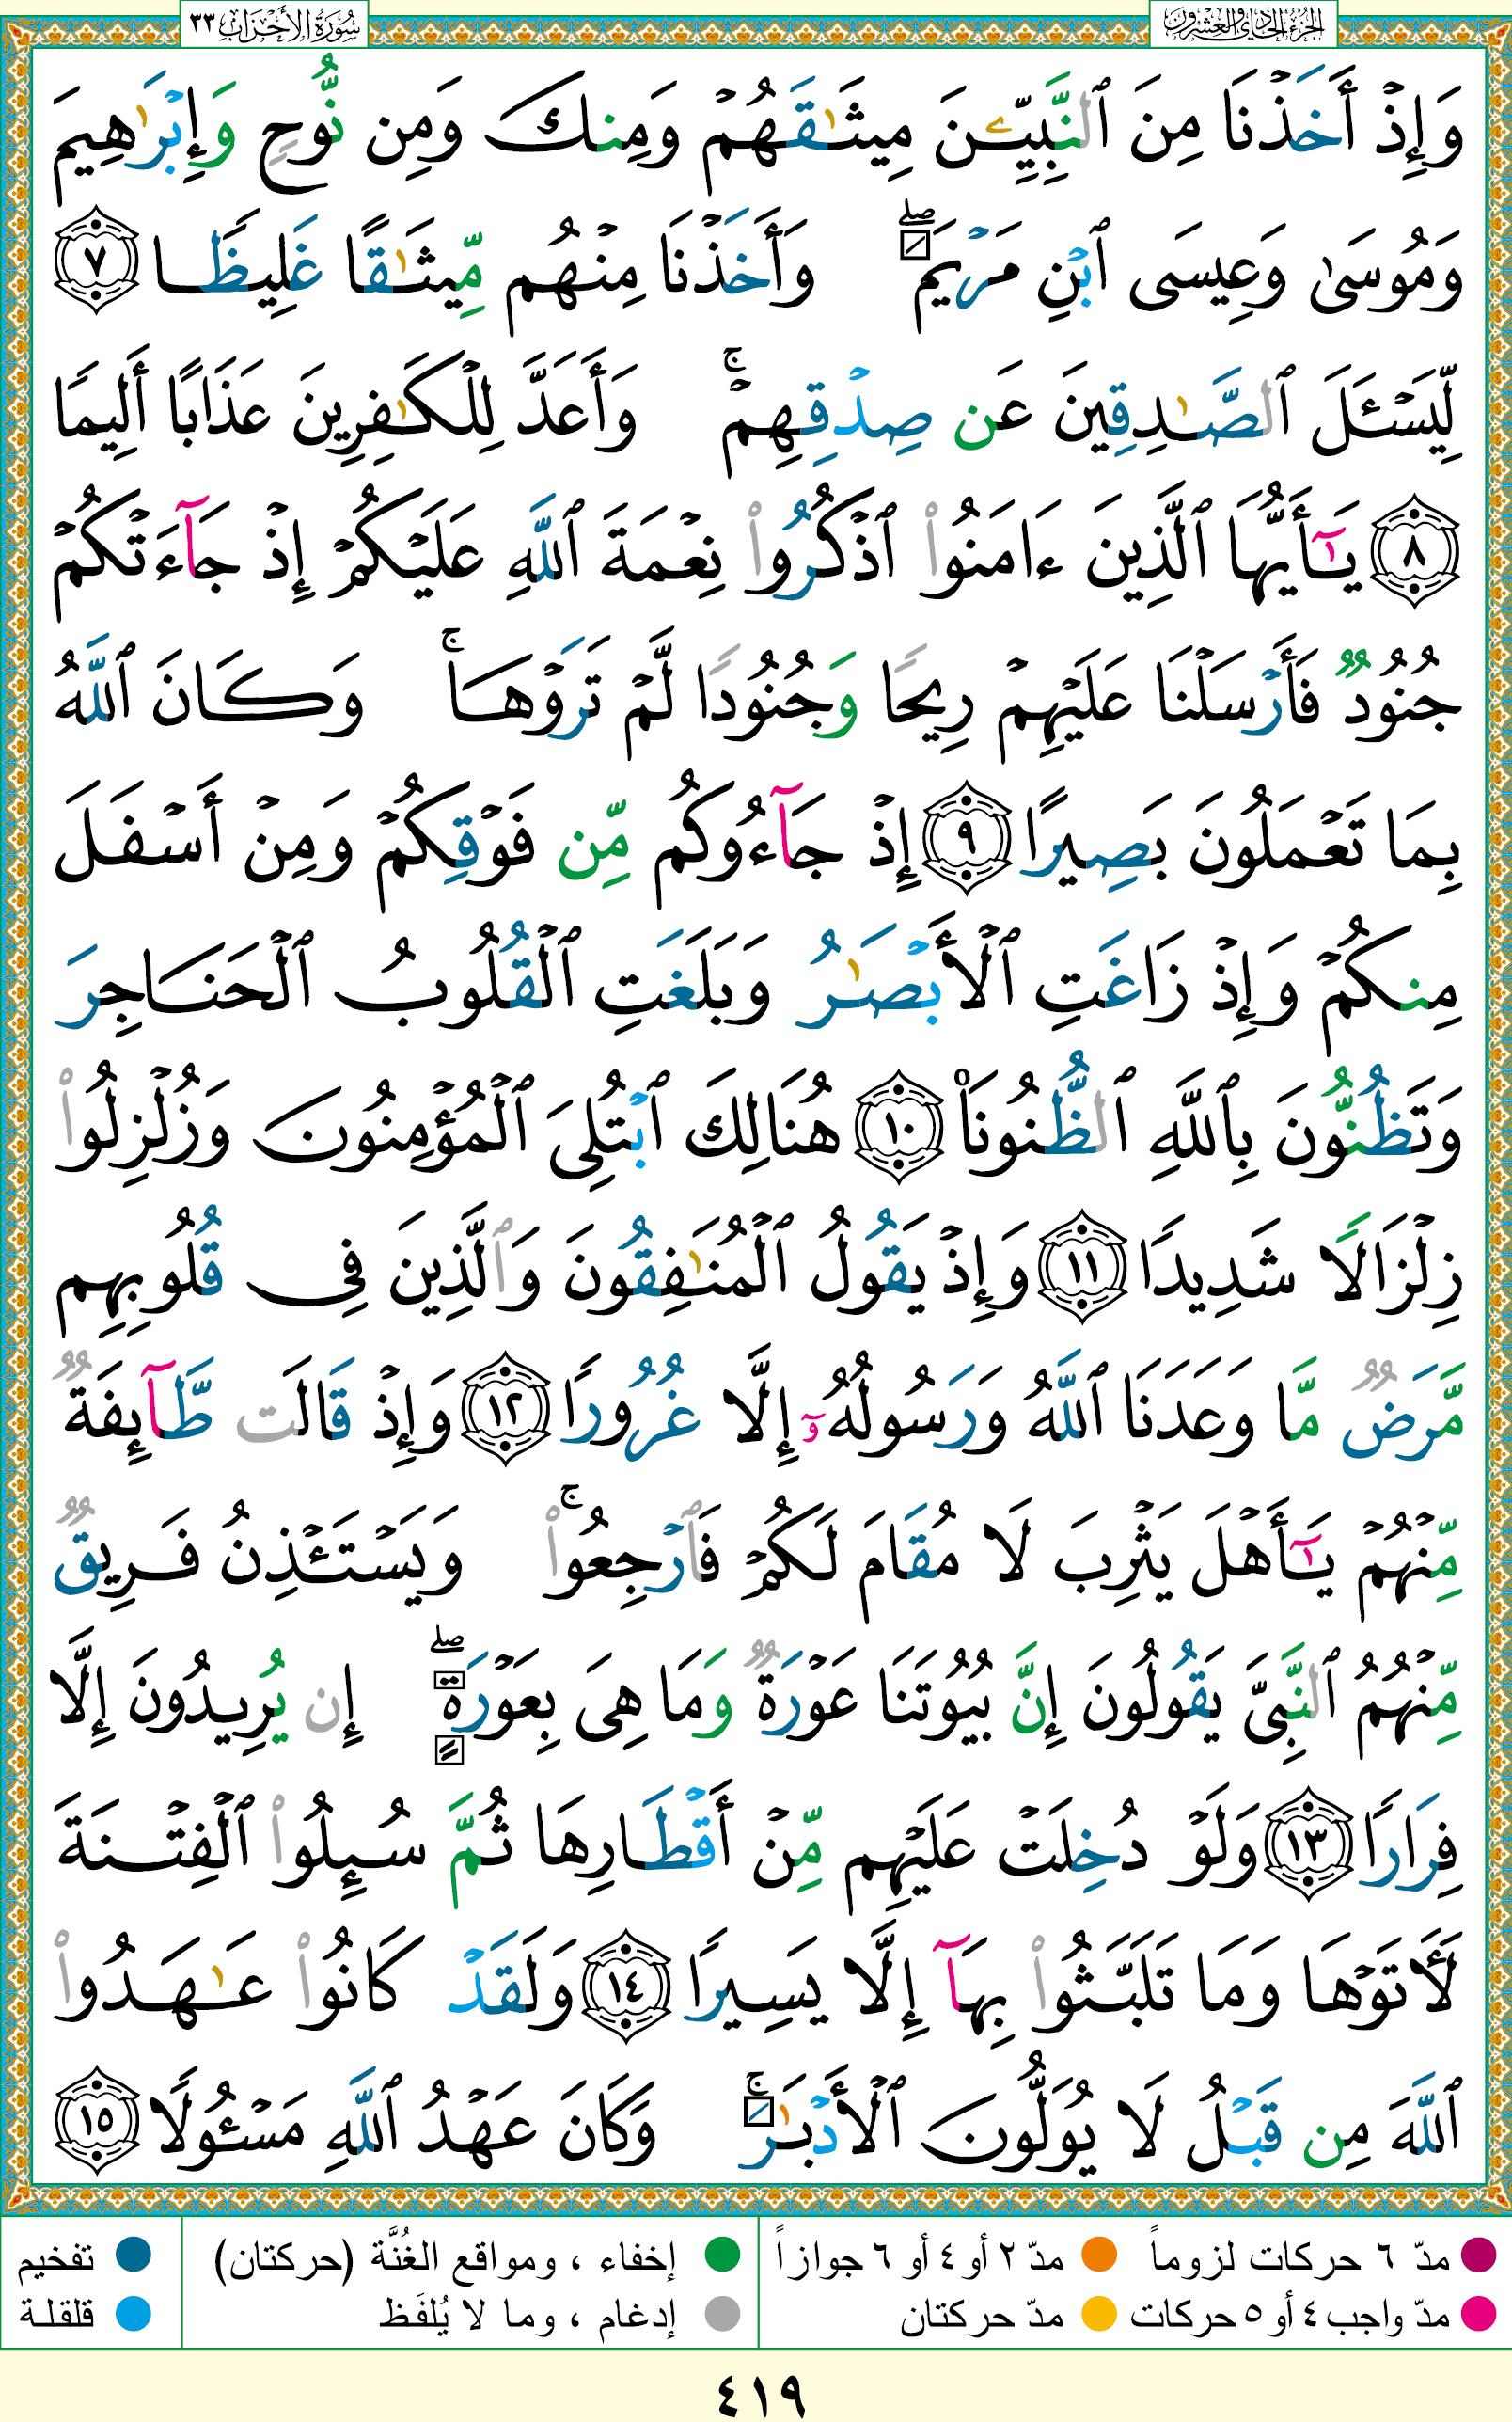 الجزء الحادي والعشرون
سُورَةُ الأَحْزَابِ ٣٣
وَإِذْ أَخَذْنَا مِنَ ٱلنَّبِيِّۦنَ مِيثَٰقَهُمْ وَمِنكَ وَمِن نُّوحٍ وَإِبْرَٰهِيمَ
وَمُوسَىٰ وَعِيسَى ٱبْنِ مَرْيَمَ ۖ وَأَخَذْنَا مِنْهُم مِّيثَٰقًا غَلِيظًا ٧
لِّيَسْـَٔلَ ٱلصَّٰدِقِينَ عَن صِدْقِهِمْ ۚ وَأَعَدَّ لِلْكَٰفِرِينَ عَذَابًا أَلِيمًا
٨ يَٰٓأَيُّهَا ٱلَّذِينَ ءَامَنُوا۟ ٱذْكُرُوا۟ نِعْمَةَ ٱللَّهِ عَلَيْكُمْ إِذْ جَآءَتْكُمْ
جُنُودٌ فَأَرْسَلْنَا عَلَيْهِمْ رِيحًا وَجُنُودًا لَّمْ تَرَوْهَا ۚ وَكَانَ ٱللَّهُ
بِمَا تَعْمَلُونَ بَصِيرًا ٩ إِذْ جَآءُوكُم مِّن فَوْقِكُمْ وَمِنْ أَسْفَلَ
مِنكُمْ وَإِذْ زَاغَتِ ٱلْأَبْصَٰرُ وَبَلَغَتِ ٱلْقُلُوبُ ٱلْحَنَاجِرَ
وَتَظُنُّونَ بِٱللَّهِ ٱلظُّنُونَا۠ ١٠ هُنَالِكَ ٱبْتُلِىَ ٱلْمُؤْمِنُونَ وَزُلْزِلُوا۟
زِلْزَالًا شَدِيدًا ١١ وَإِذْ يَقُولُ ٱلْمُنَٰفِقُونَ وَٱلَّذِينَ فِى قُلُوبِهِم
مَّرَضٌ مَّا وَعَدَنَا ٱللَّهُ وَرَسُولُهُۥٓ إِلَّا غُرُورًا ١٢ وَإِذْ قَالَت طَّآئِفَةٌ
مِّنْهُمْ يَٰٓأَهْلَ يَثْرِبَ لَا مُقَامَ لَكُمْ فَٱرْجِعُوا۟ ۚ وَيَسْتَـْٔذِنُ فَرِيقٌ
مِّنْهُمُ ٱلنَّبِىَّ يَقُولُونَ إِنَّ بُيُوتَنَا عَوْرَةٌ وَمَا هِىَ بِعَوْرَةٍ ۖ إِن يُرِيدُونَ إِلَّا
فِرَارًا ١٣ وَلَوْ دُخِلَتْ عَلَيْهِم مِّنْ أَقْطَارِهَا ثُمَّ سُئِلُوا۟ ٱلْفِتْنَةَ
لَـَٔاتَوْهَا وَمَا تَلَبَّثُوا۟ بِهَآ إِلَّا يَسِيرًا ١٤ وَلَقَدْ كَانُوا۟ عَٰهَدُوا۟
ٱللَّهَ مِن قَبْلُ لَا يُوَلُّونَ ٱلْأَدْبَٰرَ ۚ وَكَانَ عَهْدُ ٱللَّهِ مَسْـُٔولًا ١٥
مدّ ٦ حركات لزوماً مدّ ٢ أو ٤ أو ٦ جوازاً إخفاء ، ومواقع الغُنَّة (حركتان) تفخيم
مدّ واجب ٤ أو ٥ حركات مدّ حركتان إدغام ، وما لا يُلفَظ قلقلة
٤١٩